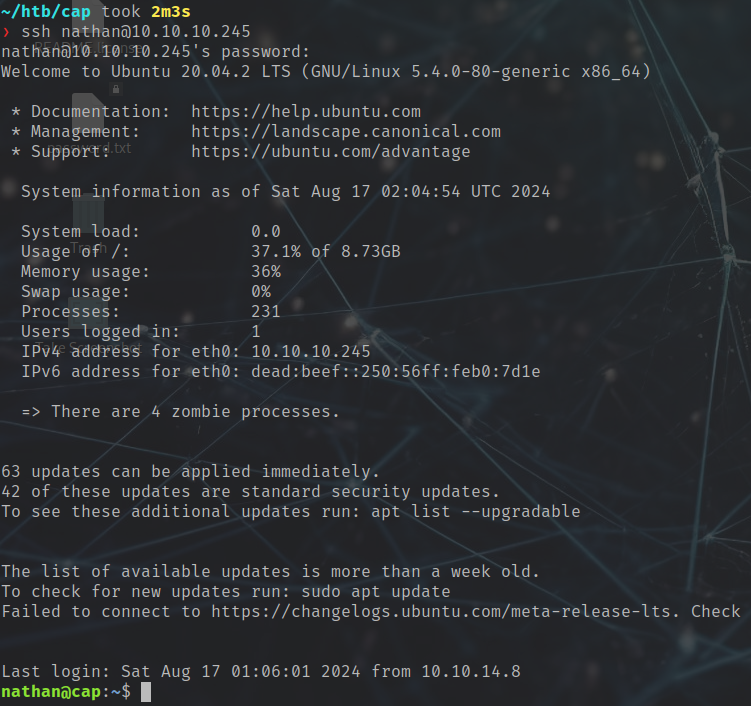 ~/htb/cap took 2m3s
❯ ssh nathan@10.10.10.245
nathan@10.10.10.245's password:
Welcome to Ubuntu 20.04.2 LTS (GNU/Linux 5.4.0-80-generic x86_64)
* Documentation: https://help.ubuntu.com
* Management: https://landscape.canonical.com
password.txt
* Support: https://ubuntu.com/advantage
System information as of Sat Aug 17 02:04:54 UTC 2024
System load: 0.0
Trash
Usage of /: 37.1% of 8.73GB
Memory usage: 36%
Swap usage: 0%
Processes: 231
Users logged in: 1
IPv4 address for eth0: 10.10.10.245
IPv6 address for eth0: dead:beef::250:56ff:feb0:7d1e
=> There are 4 zombie processes.
63 updates can be applied immediately.
42 of these updates are standard security updates.
To see these additional updates run: apt list --upgradable
The list of available updates is more than a week old.
To check for new updates run: sudo apt update
Failed to connect to https://changelogs.ubuntu.com/meta-release-lts. Check
Last login: Sat Aug 17 01:06:01 2024 from 10.10.14.8
nathan@cap:~$